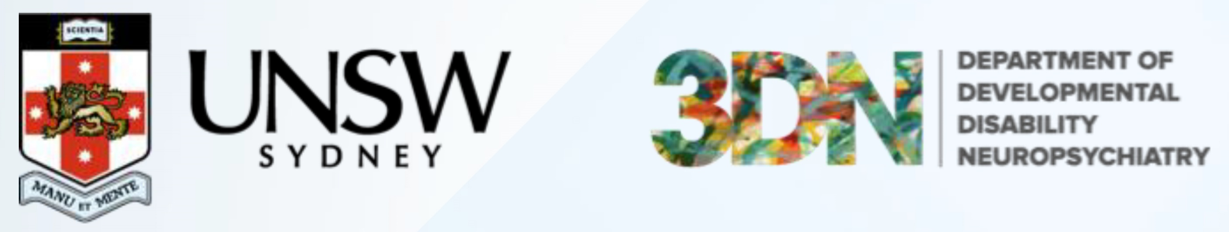 SCIENTIA
MANU ET MENTE
UNSW
SYDNEY
3DN
DEPARTMENT OF
DEVELOPMENTAL
DISABILITY
NEUROPSYCHIATRY